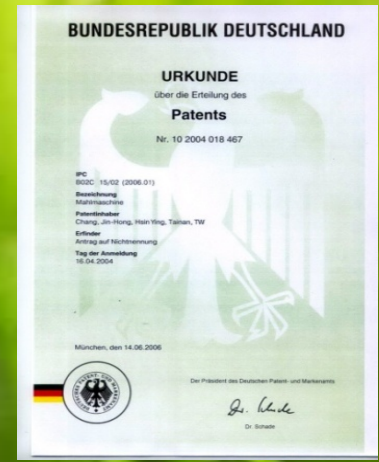 BUNDESREPUBLIK DEUTSCHLAND
URKUNDE
über die Erteilung des
Patents
Nr. 10 2004 018 467
IPC
B02C 15/02 (2006.01)
Bezeichnung
Mahlmaschine
Patentinhaber
Chang, Jin-Hong, Hsin Ying, Tainan, TW
Erfinder
Antrag auf Nichtnennung
Tag der Anmeldung
16.04.2004
München, den 14.06.2006
Der Präsident des Deutschen Patent- und Markenamts
Dr. Schade
Dr. Schade